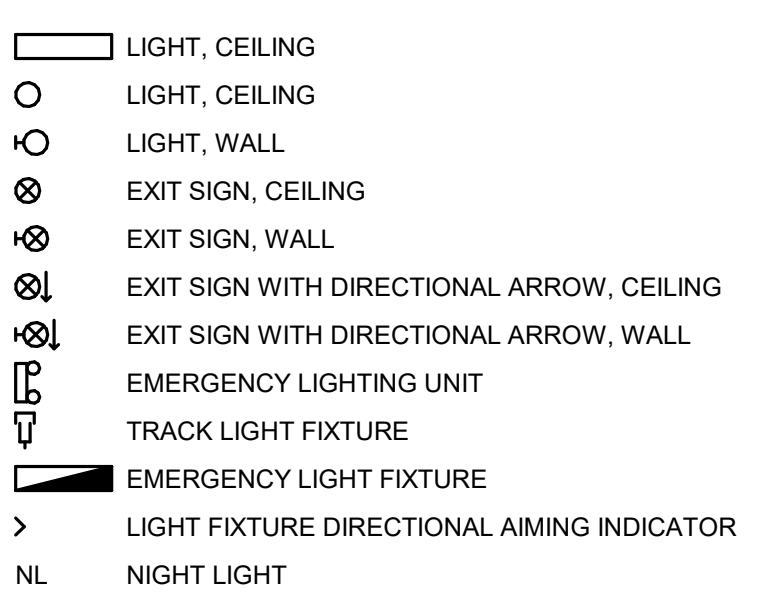 LIGHT, CEILING
LIGHT, CEILING
LIGHT, WALL
EXIT SIGN, CEILING
EXIT SIGN, WALL
EXIT SIGN WITH DIRECTIONAL ARROW, CEILING
EXIT SIGN WITH DIRECTIONAL ARROW, WALL
EMERGENCY LIGHTING UNIT
TRACK LIGHT FIXTURE
EMERGENCY LIGHT FIXTURE
LIGHT FIXTURE DIRECTIONAL AIMING INDICATOR
NL NIGHT LIGHT